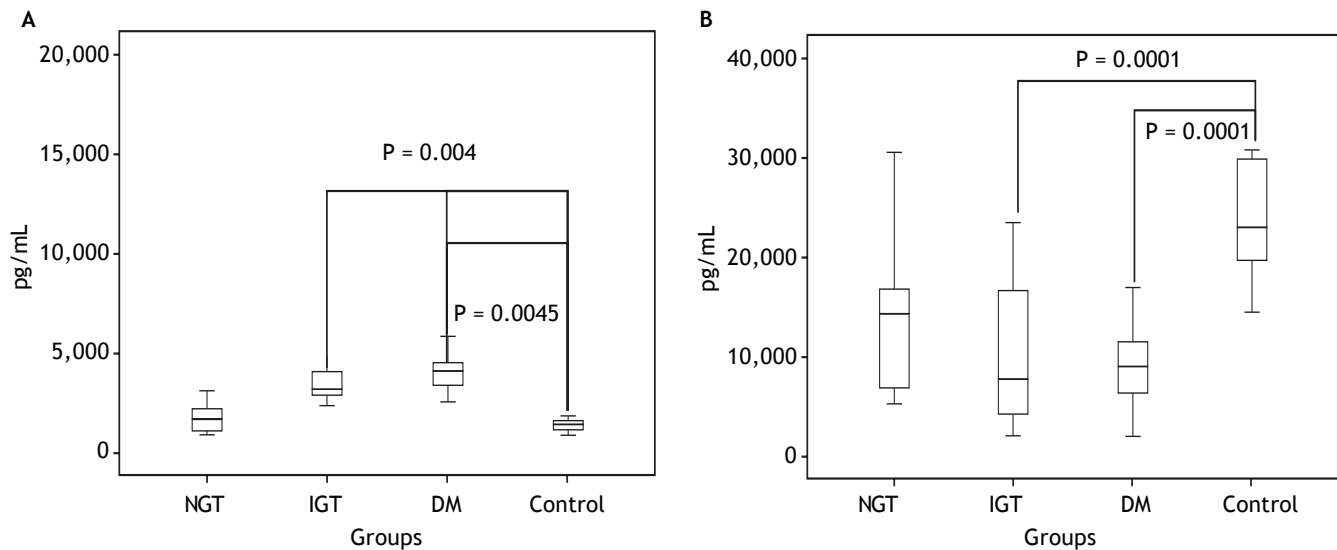 A
20,000
15,000
10,000
5,000
0
pg/mL
P = 0.004
P = 0.0045
NGT IGT DM Control
Groups
B
40,000
30,000
20,000
10,000
0
pg/mL
P = 0.0001
P = 0.0001
NGT IGT DM Control
Groups